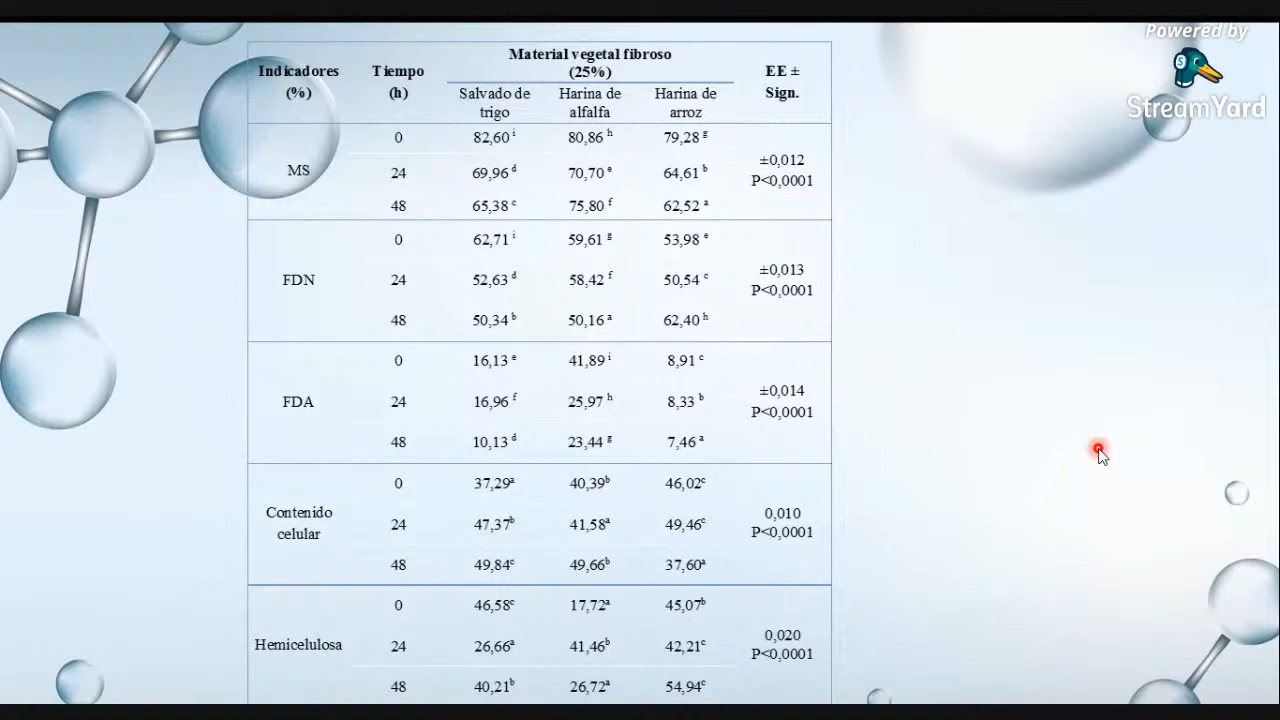 Powered by
StreamYard
Material vegetal fibroso
(25%)
Indicadores
(%)
Tiempo
(h)
EE ±
Sign.
Salvado de
trigo
Harina de
alfalfa
Harina de
arroz
MS
0 82,60 i 80,86 h 79,28 g
24 69,96 d 70,70 e 64,61 b
48 65,38 c 75,80 f 62,52 a
±0,012
P<0,0001
FDN
0 62,71 i 59,61 g 53,98 e
24 52,63 d 58,42 f 50,54 c
48 50,34 b 50,16 a 62,40 h
±0,013
P<0,0001
FDA
0 16,13 e 41,89 i 8,91 c
24 16,96 f 25,97 h 8,33 b
48 10,13 d 23,44 g 7,46 a
±0,014
P<0,0001
Contenido
celular
0 37,29a 40,39b 46,02c
24 47,37b 41,58a 49,46c
48 49,84c 49,66b 37,60a
0,010
P<0,0001
Hemicelulosa
0 46,58c 17,72a 45,07b
24 26,66a 41,46b 42,21c
48 40,21b 26,72a 54,94c
0,020
P<0,0001